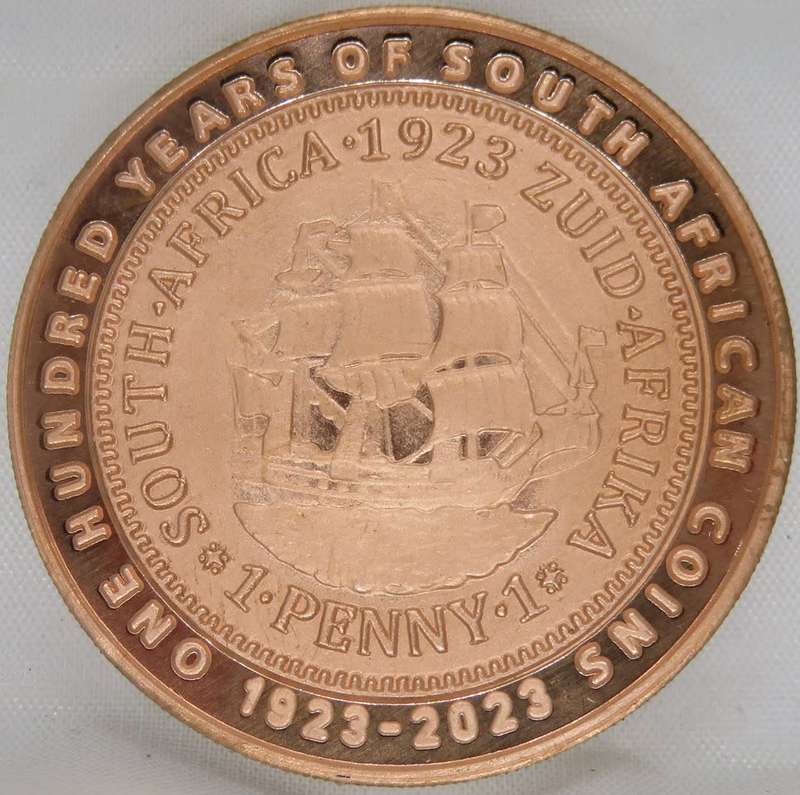 ONE HUNDRED YEARS OF SOUTH AFRICAN COINS
1923-2023
SOUTH·AFRICA·1923 ZUID·AFRIKA
1·PENNY·1